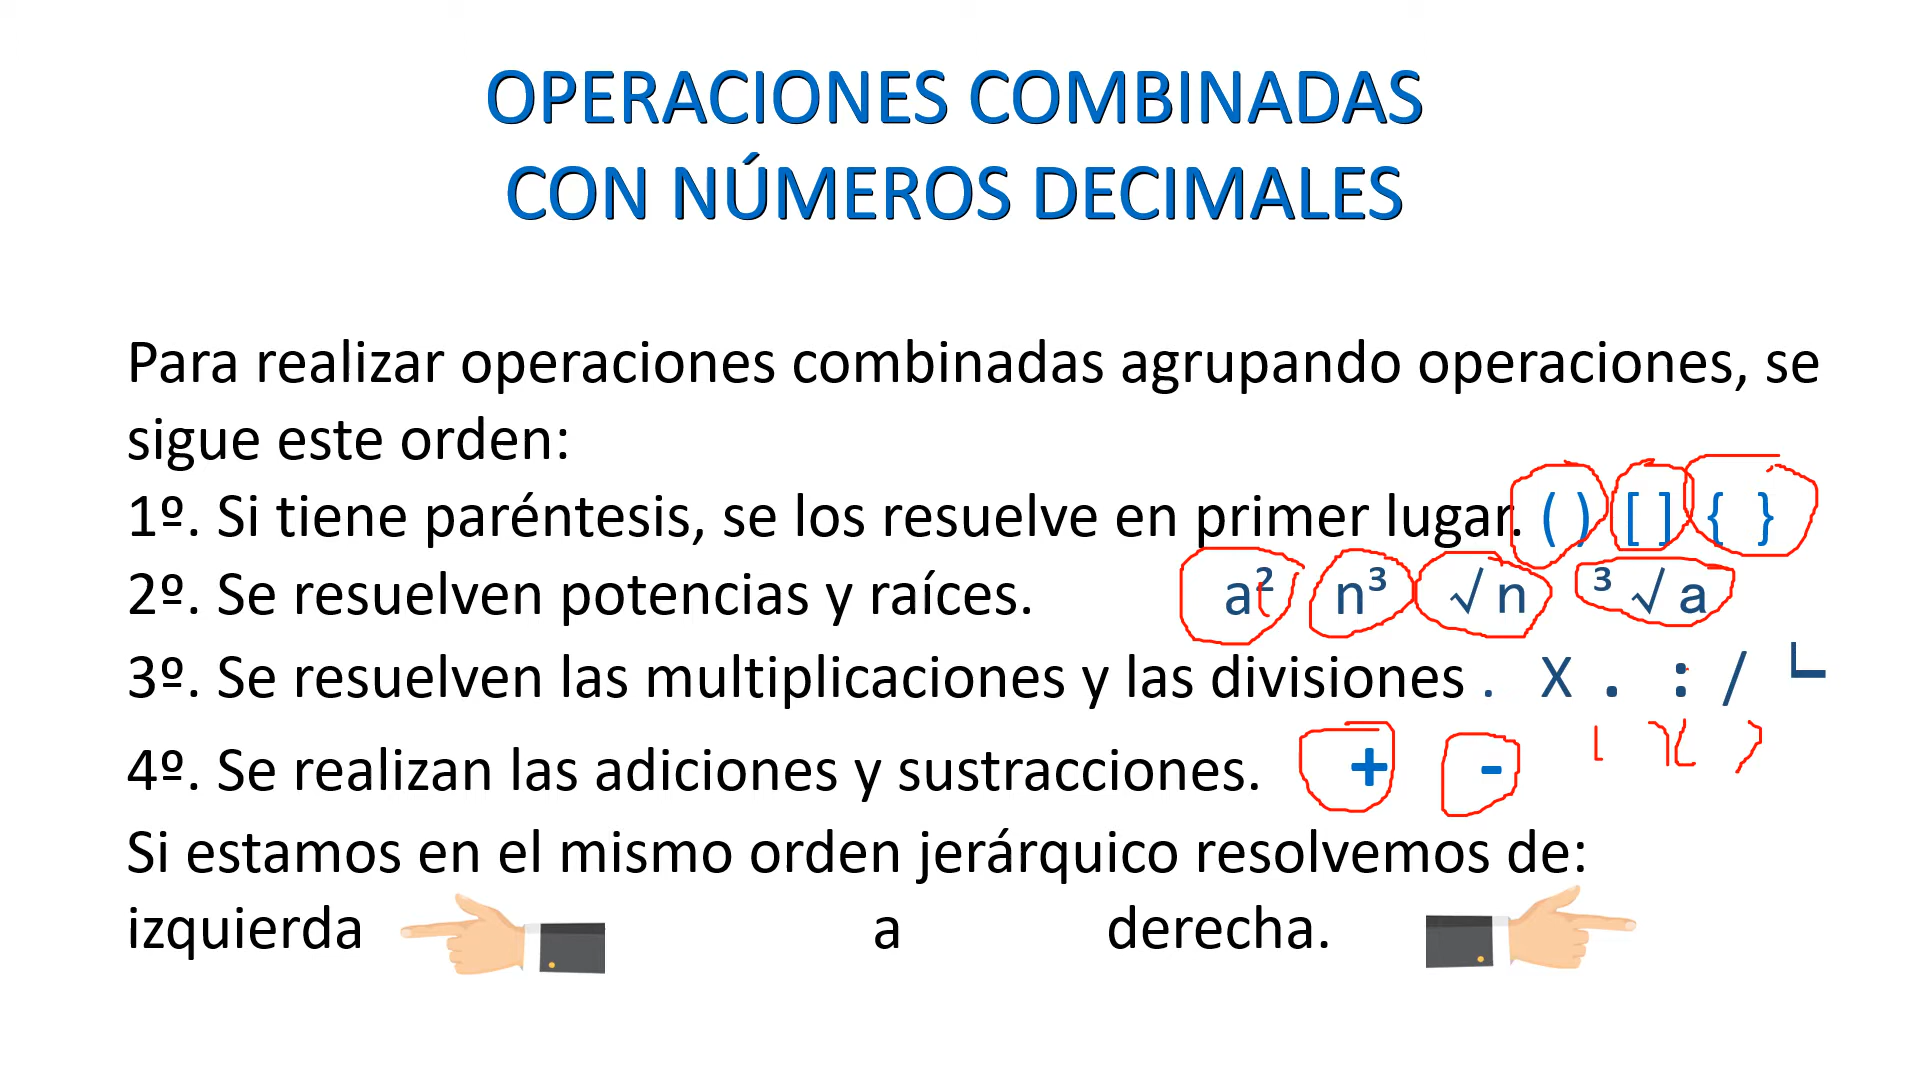 OPERACIONES COMBINADAS
CON NÚMEROS DECIMALES
Para realizar operaciones combinadas agrupando operaciones, se
sigue este orden:
1º. Si tiene paréntesis, se los resuelve en primer lugar. ( ) [ ] { }
2º. Se resuelven potencias y raíces. a² n³ √ n ³ √ a
3º. Se resuelven las multiplicaciones y las divisiones . X . : / ∟
( )( )
4º. Se realizan las adiciones y sustracciones. + -
Si estamos en el mismo orden jerárquico resolvemos de:
izquierda a derecha.